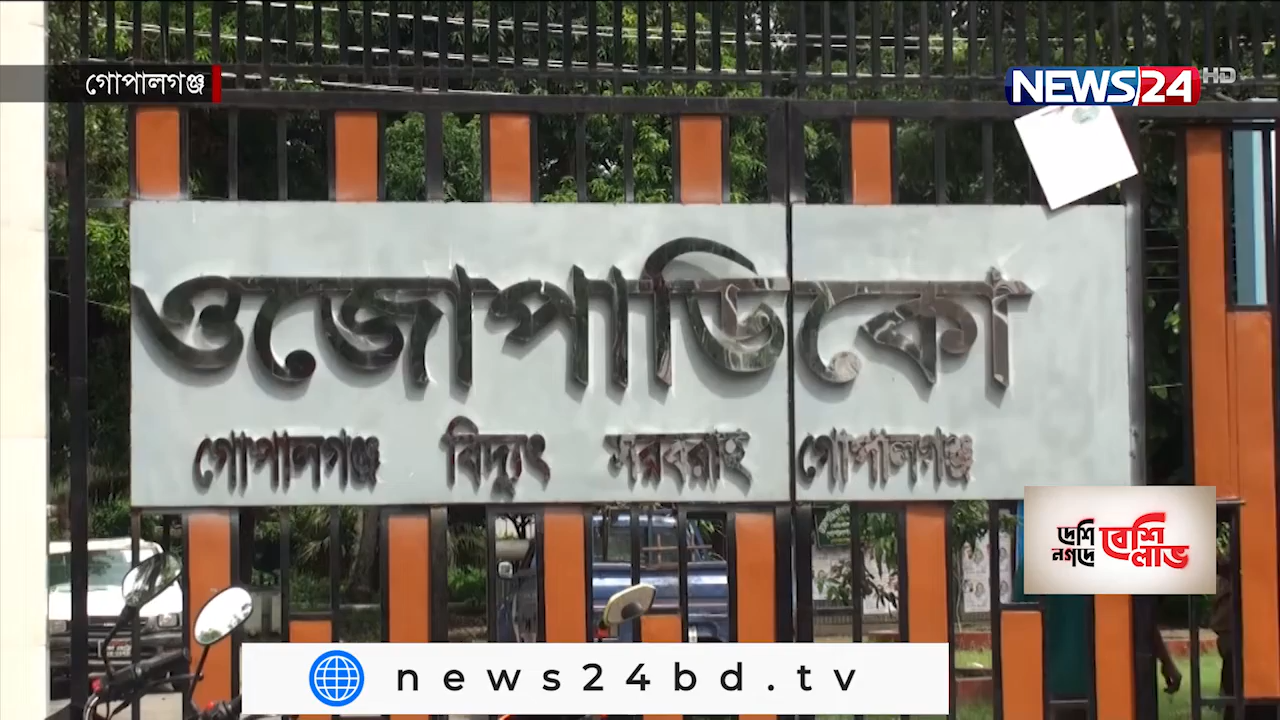 গোপালগঞ্জ
NEWS24 HD
ওজোপাডিকো
গোপালগঞ্জ বিদ্যুৎ সরবরাহ গোপালগঞ্জ
দেশি বেশি
নগদে লাভ
news24bd.tv